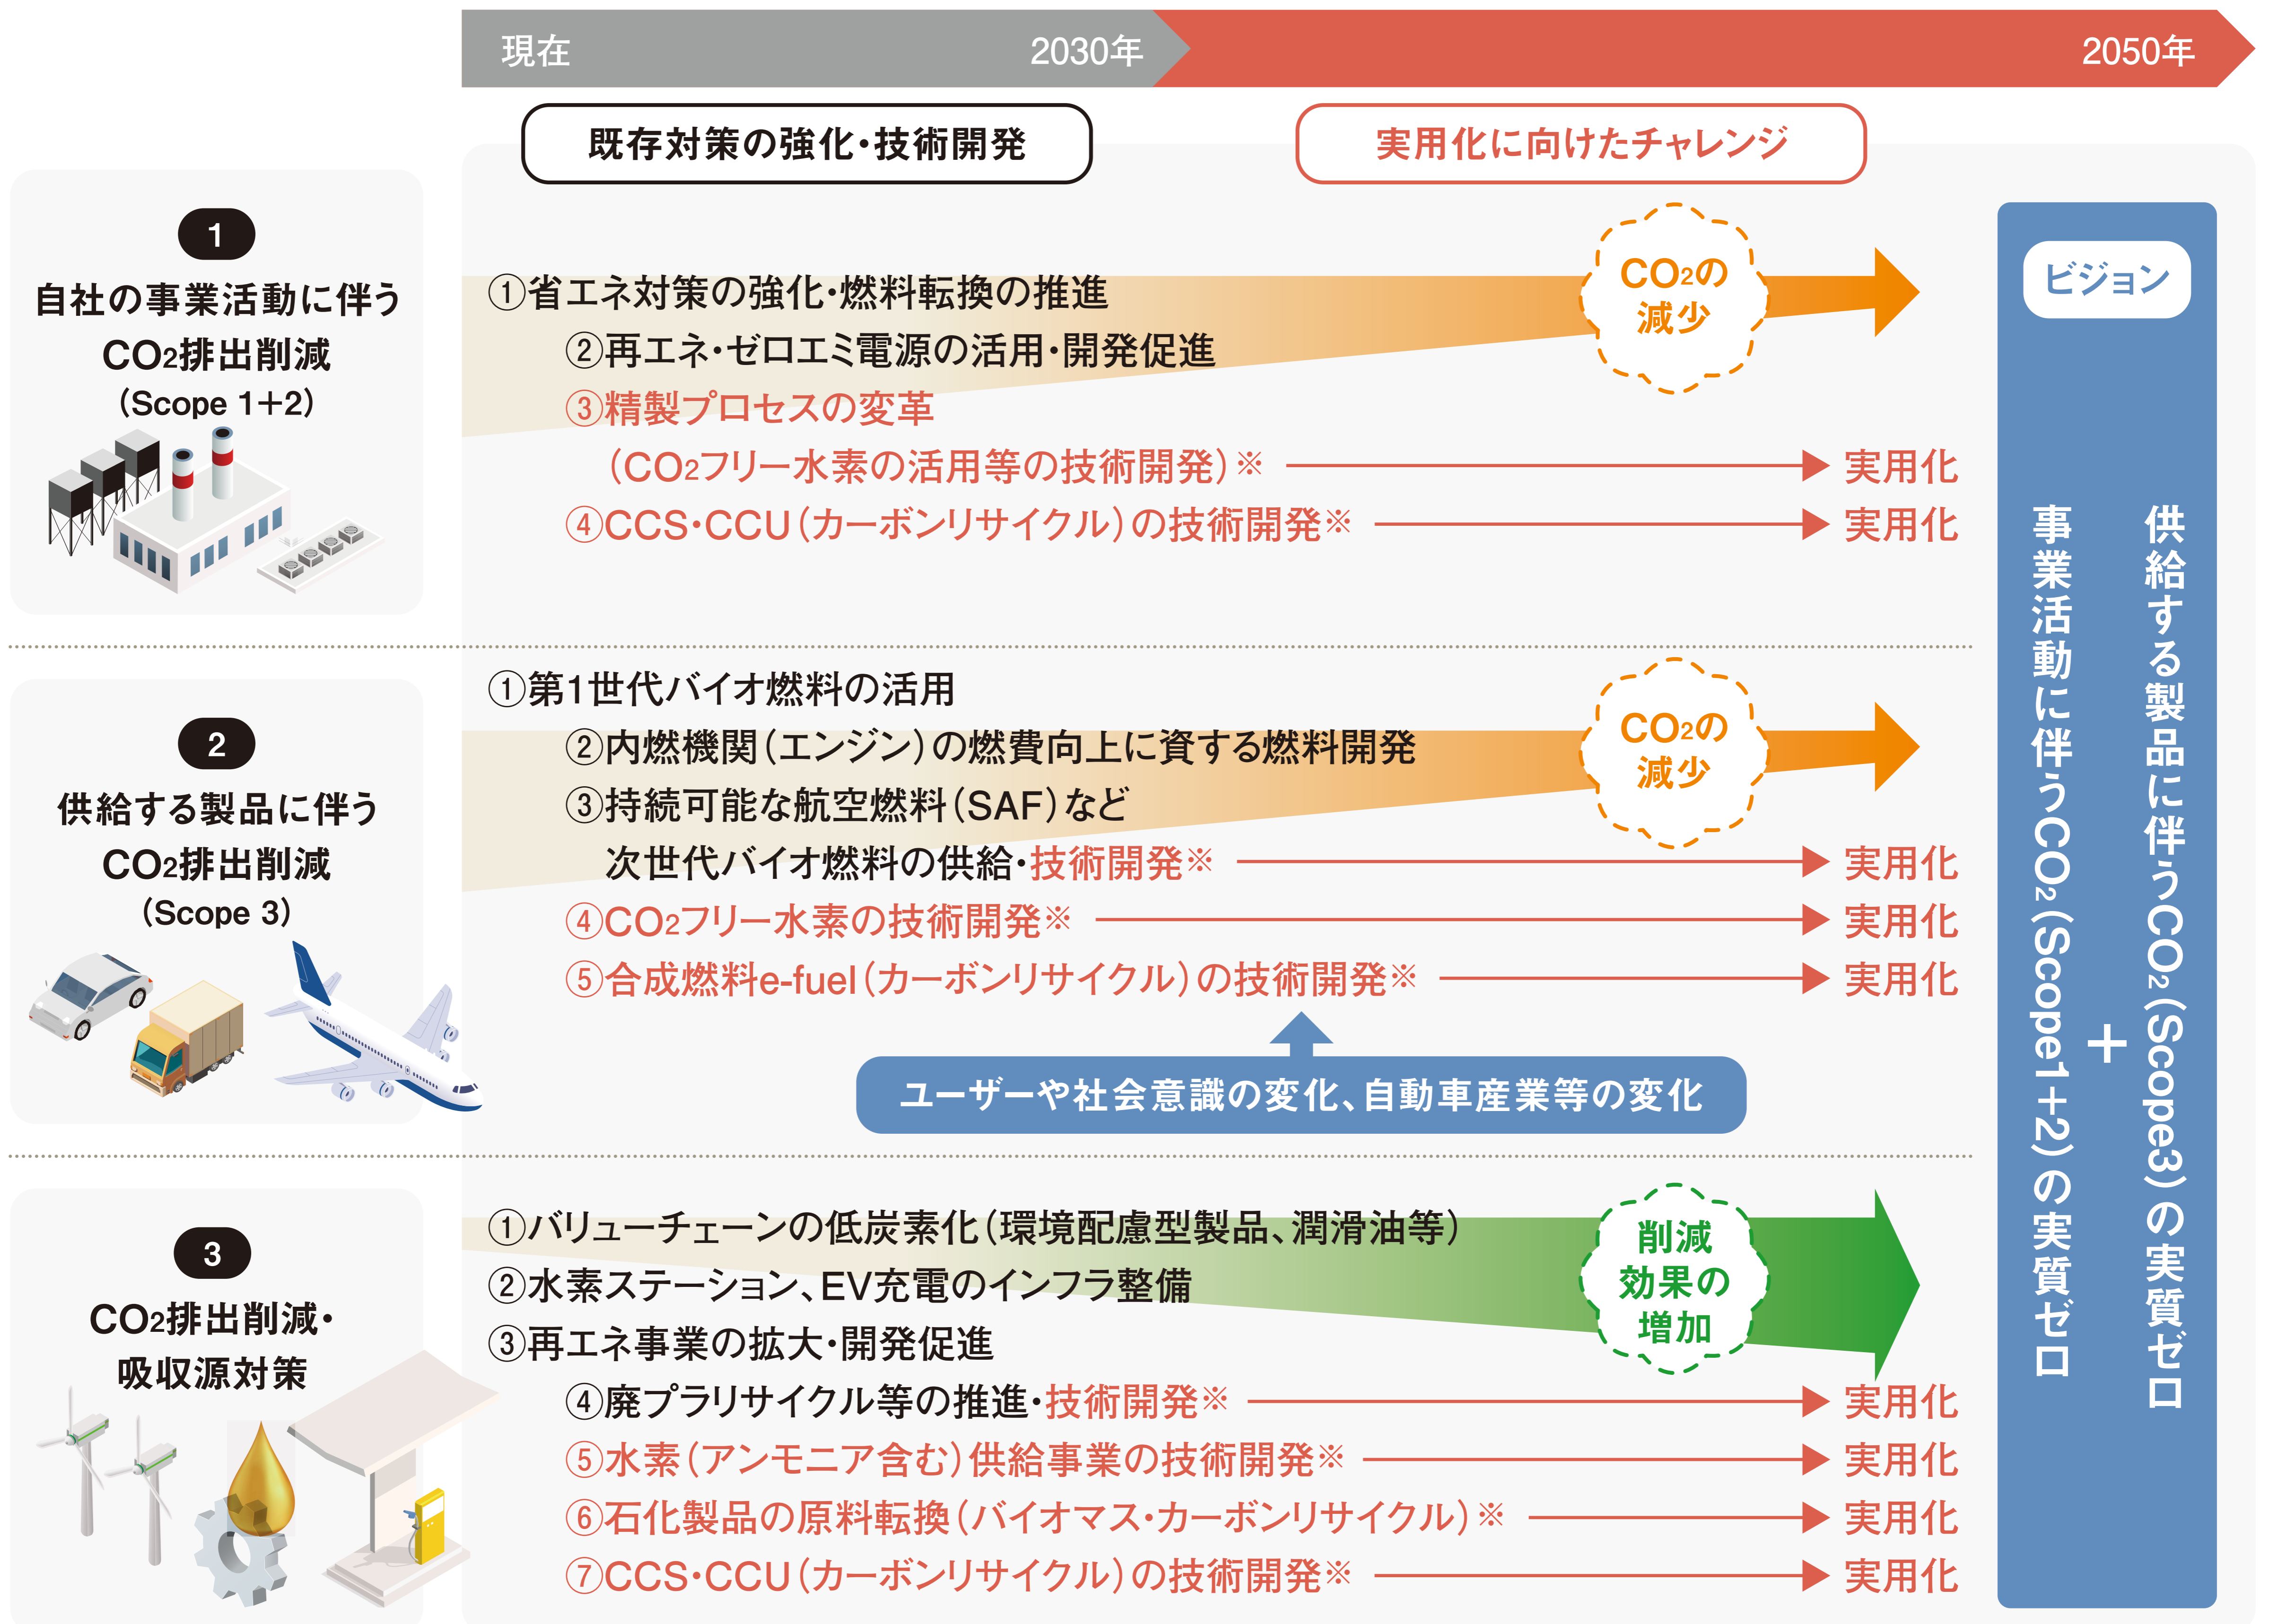 現在
2030年
2050年
既存対策の強化・技術開発
実用化に向けたチャレンジ
1
自社の事業活動に伴う
CO2排出削減
（Scope 1＋2）
①省エネ対策の強化・燃料転換の推進
②再エネ・ゼロエミ電源の活用・開発促進
③精製プロセスの変革
（CO2フリー水素の活用等の技術開発）※
実用化
④CCS・CCU（カーボンリサイクル）の技術開発※
実用化
CO2の
減少
2
供給する製品に伴う
CO2排出削減
（Scope 3）
①第1世代バイオ燃料の活用
②内燃機関（エンジン）の燃費向上に資する燃料開発
③持続可能な航空燃料（SAF）など
次世代バイオ燃料の供給・技術開発※
実用化
④CO2フリー水素の技術開発※
実用化
⑤合成燃料e-fuel（カーボンリサイクル）の技術開発※
実用化
CO2の
減少
ユーザーや社会意識の変化、自動車産業等の変化
3
CO2排出削減・
吸収源対策
①バリューチェーンの低炭素化（環境配慮型製品、潤滑油等）
②水素ステーション、EV充電のインフラ整備
③再エネ事業の拡大・開発促進
④廃プラリサイクル等の推進・技術開発※
実用化
⑤水素（アンモニア含む）供給事業の技術開発※
実用化
⑥石化製品の原料転換（バイオマス・カーボンリサイクル）※
実用化
⑦CCS・CCU（カーボンリサイクル）の技術開発※
実用化
削減
効果の
増加
ビジョン
事業活動に伴うCO2（Scope1＋2）の実質ゼロ
＋
供給する製品に伴うCO2（Scope3）の実質ゼロ